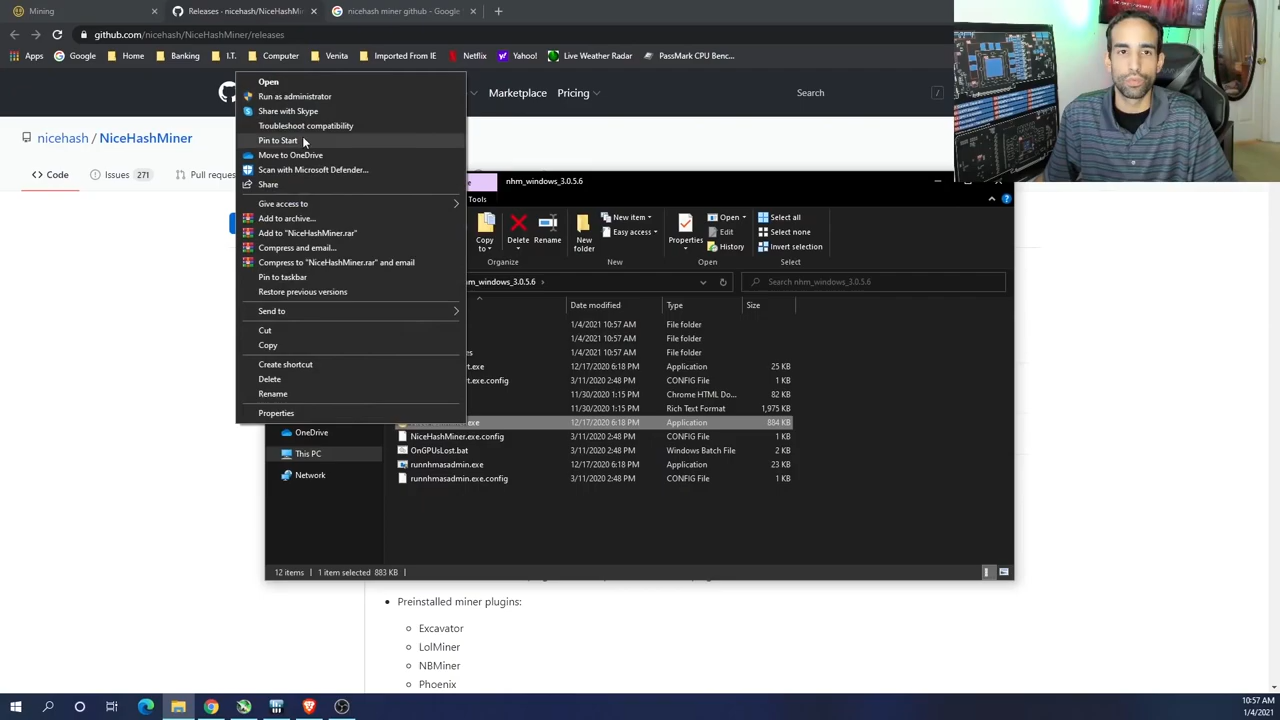 Mining
Releases · nicehash/NiceHashMiner
nicehash miner github - Google
github.com/nicehash/NiceHashMiner/releases
Apps
Google
Home
Banking
I.T.
Computer
Venita
Imported FromIE
Netflix
Yahoo!
Live Weather Radar
PassMark CPU Benc...
Marketplace
Pricing
Search
/
nicehash / NiceHashMiner
Code
Issues 271
Pull reque
Open
Run as administrator
Share with Skype
Troubleshoot compatibility
Pin to Start
Move to OneDrive
Scan with Microsoft Defender...
Share
Give access to
Add to archive...
Add to "NiceHashMiner.rar"
Compress and email...
Compress to "NiceHashMiner.rar" and email
Pin to taskbar
Restore previous versions
Send to
Cut
Copy
Create shortcut
Delete
Rename
Properties
nhm_windows_3.0.5.6
Tools
Copy to
Delete
Rename
New folder
New item
Easy access
Properties
Open
Edit
History
Select all
Select none
Invert selection
Organize
New
Open
Select
m_windows_3.0.5.6
Search nhm_windows_3.0.5.6
Date modified
Type
Size
1/4/2021 10:57 AM File folder
1/4/2021 10:57 AM File folder
es 1/4/2021 10:57 AM File folder
t.exe 12/17/2020 6:18 PM Application 25 KB
t.exe.config 3/11/2020 2:48 PM CONFIG File 1 KB
11/30/2020 1:15 PM Chrome HTML Do... 82 KB
11/30/2020 1:15 PM Rich Text Format 1,975 KB
xe 12/17/2020 6:18 PM Application 884 KB
NiceHashMiner.exe.config 3/11/2020 2:48 PM CONFIG File 1 KB
OnGPUsLost.bat 3/11/2020 2:48 PM Windows Batch File 2 KB
runnhmasadmin.exe 12/17/2020 6:18 PM Application 23 KB
runnhmasadmin.exe.config 3/11/2020 2:48 PM CONFIG File 1 KB
OneDrive
This PC
Network
12 items
1 item selected 883 KB
Preinstalled miner plugins:
Excavator
LolMiner
NBMiner
Phoenix
10:57 AM
1/4/2021